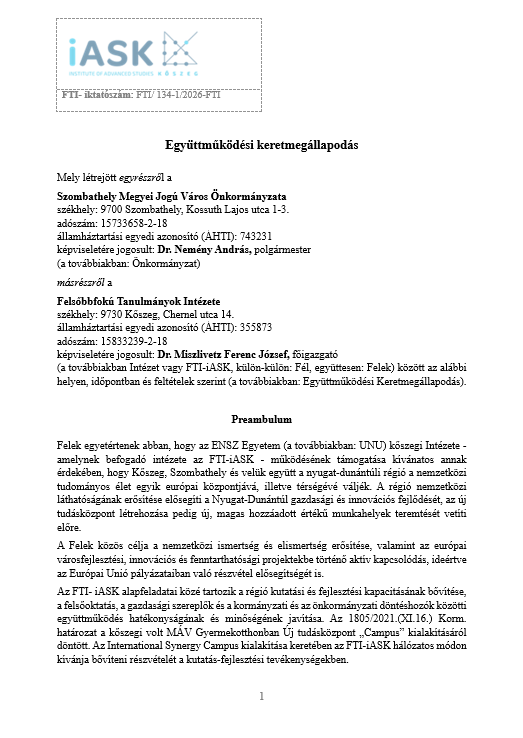 iASK
INSTITUTE OF ADVANCED STUDIES KŐSZEG
FTI- iktatószám: FTI/ 134-1/2026-FTI
Együttműködési keretmegállapodás
Mely létrejött egyrészről a
Szombathely Megyei Jogú Város Önkormányzata
székhely: 9700 Szombathely, Kossuth Lajos utca 1-3.
adószám: 15733658-2-18
államháztartási egyedi azonosító (ÁHTI): 743231
képviseletére jogosult: Dr. Nemény András, polgármester
(a továbbiakban: Önkormányzat)
másrészről a
Felsőbbfokú Tanulmányok Intézete
székhely: 9730 Kőszeg, Chernel utca 14.
államháztartási egyedi azonosító (ÁHTI): 355873
adószám: 15833239-2-18
képviseletére jogosult: Dr. Miszlivetz Ferenc József, főigazgató
(a továbbiakban Intézet vagy FTI-iASK, külön-külön: Fél, együttesen: Felek) között az alábbi
helyen, időpontban és feltételek szerint (a továbbiakban: Együttműködési Keretmegállapodás).
Preambulum
Felek egyetértenek abban, hogy az ENSZ Egyetem (a továbbiakban: UNU) kőszegi Intézete -
amelynek befogadó intézete az FTI-iASK - működésének támogatása kívánatos annak
érdekében, hogy Kőszeg, Szombathely és velük együtt a nyugat-dunántúli régió a nemzetközi
tudományos élet egyik európai központjává, illetve térségévé váljék. A régió nemzetközi
láthatóságának erősítése elősegíti a Nyugat-Dunántúl gazdasági és innovációs fejlődését, az új
tudásközpont létrehozása pedig új, magas hozzáadott értékű munkahelyek teremtését vetíti
előre.
A Felek közös célja a nemzetközi ismertség és elismertség erősítése, valamint az európai
városfejlesztési, innovációs és fenntarthatósági projektekbe történő aktív kapcsolódás, ideértve
az Európai Unió pályázataiban való részvétel elősegítségét is.
Az FTI- iASK alapfeladatai közé tartozik a régió kutatási és fejlesztési kapacitásának bővítése,
a felsőoktatás, a gazdasági szereplők és a kormányzati és az önkormányzati döntéshozók közötti
együttműködés hatékonyságának és minőségének javítása. Az 1805/2021.(XI.16.) Korm.
határozat a kőszegi volt MÁV Gyermekotthonban Új tudásközpont „Campus” kialakításáról
döntött. Az International Synergy Campus kialakítása keretében az FTI-iASK hálózatos módon
kívánja bővíteni részvételét a kutatás-fejlesztési tevékenységekben.
1